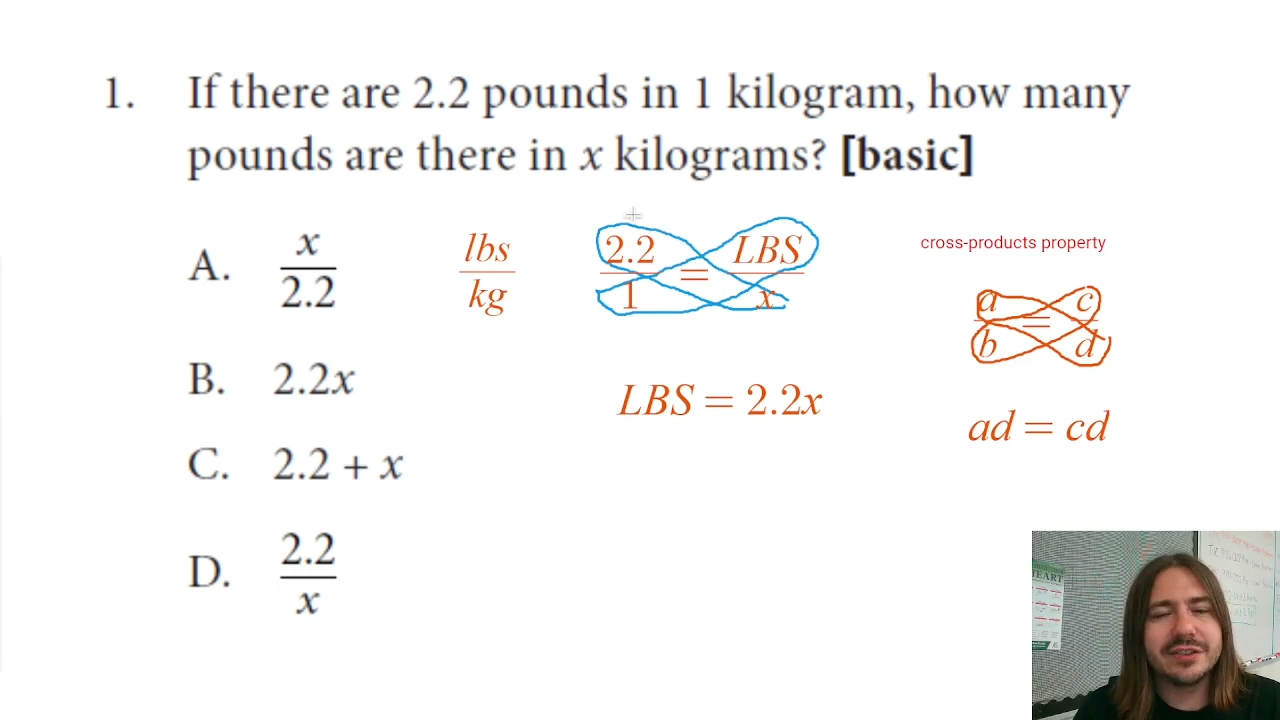 1. If there are 2.2 pounds in 1 kilogram, how many
pounds are there in x kilograms? [basic]
A. x/2.2
lbs/kg
2.2/1 = LBS/x
cross-products property
a/b = c/d
B. 2.2x
LBS = 2.2x
ad = cd
C. 2.2 + x
D. 2.2/x